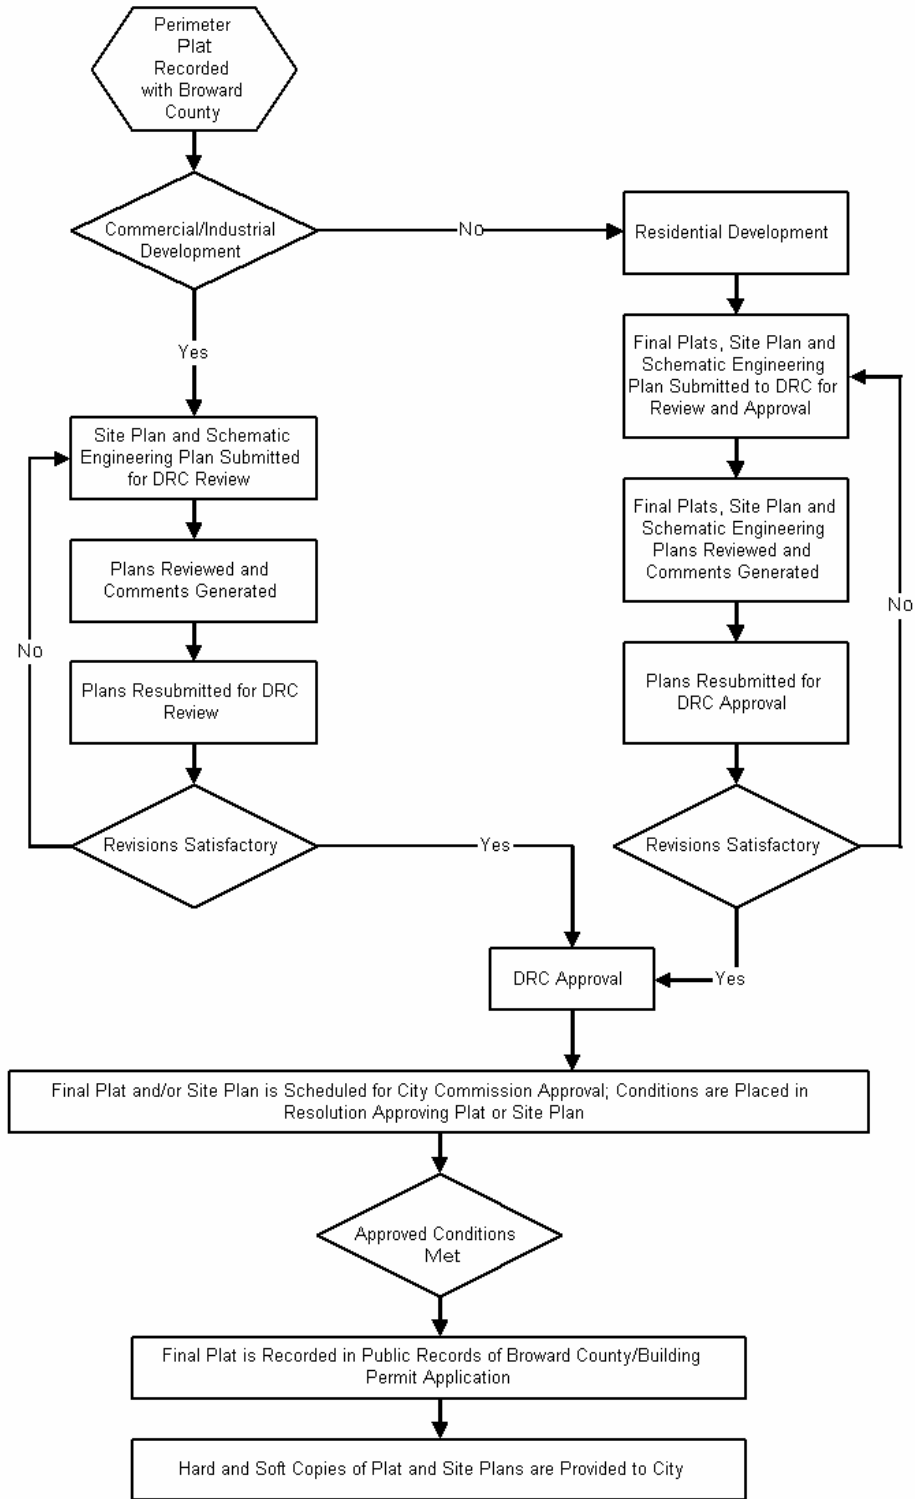 Perimeter
Plat
Recorded
with Broward
County
Commercial/Industrial
Development
No
Residential Development
Yes
Final Plats, Site Plan and
Schematic Engineering
Plan Submitted to DRC for
Review and Approval
Site Plan and Schematic
Engineering Plan Submitted
for DRC Review
Final Plats, Site Plan and
Schematic Engineering
Plans Reviewed and
Comments Generated
Plans Reviewed and
Comments Generated
No
No
Plans Resubmitted for DRC
Review
Plans Resubmitted for
DRC Approval
Revisions Satisfactory
Yes
Revisions Satisfactory
DRC Approval
Yes
Final Plat and/or Site Plan is Scheduled for City Commission Approval; Conditions are Placed in
Resolution Approving Plat or Site Plan
Approved Conditions
Met
Final Plat is Recorded in Public Records of Broward County/Building
Permit Application
Hard and Soft Copies of Plat and Site Plans are Provided to City